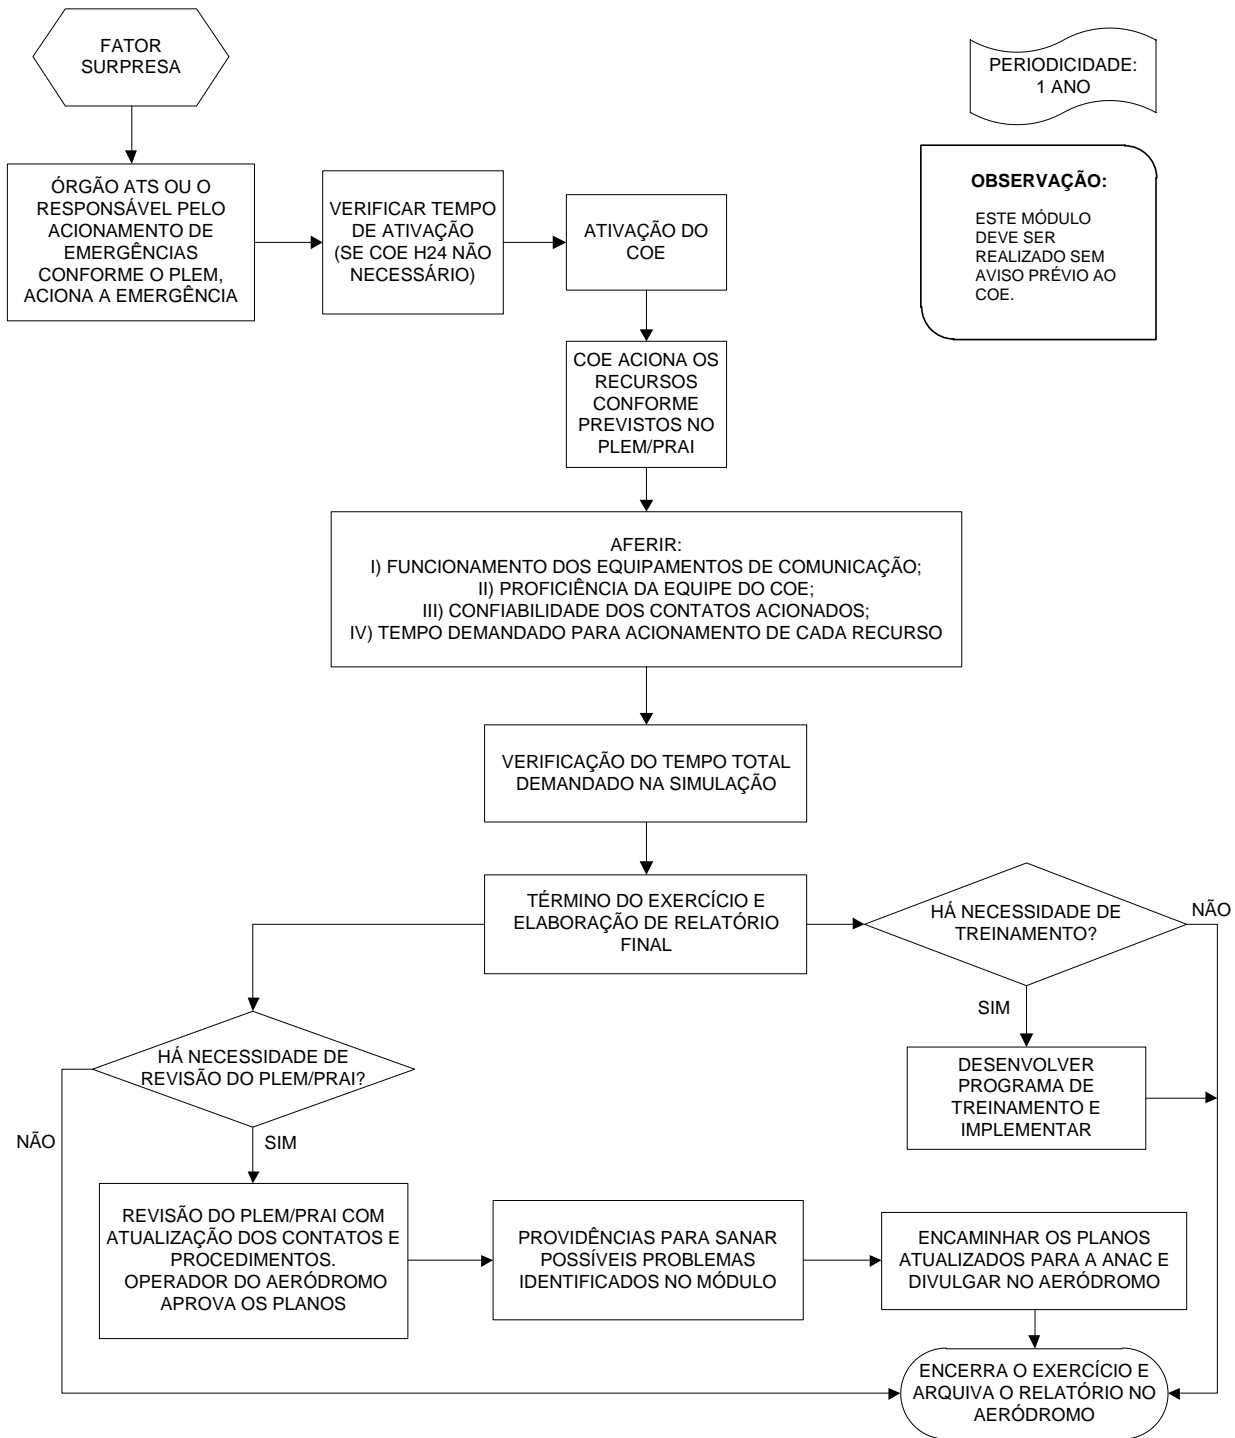 FATOR
SURPRESA
PERIODICIDADE:
1 ANO
OBSERVAÇÃO:
ESTE MÓDULO
DEVE SER
REALIZADO SEM
AVISO PRÉVIO AO
COE.
ÓRGÃO ATS OU O
RESPONSÁVEL PELO
ACIONAMENTO DE
EMERGÊNCIAS
CONFORME O PLEM,
ACIONA A EMERGÊNCIA
VERIFICAR TEMPO
DE ATIVAÇÃO
(SE COE H24 NÃO
NECESSÁRIO)
ATIVAÇÃO DO
COE
COE ACIONA OS
RECURSOS
CONFORME
PREVISTOS NO
PLEM/PRAI
AFERIR:
I) FUNCIONAMENTO DOS EQUIPAMENTOS DE COMUNICAÇÃO;
II) PROFICIÊNCIA DA EQUIPE DO COE;
III) CONFIABILIDADE DOS CONTATOS ACIONADOS;
IV) TEMPO DEMANDADO PARA ACIONAMENTO DE CADA RECURSO
VERIFICAÇÃO DO TEMPO TOTAL
DEMANDADO NA SIMULAÇÃO
TÉRMINO DO EXERCÍCIO E
ELABORAÇÃO DE RELATÓRIO
FINAL
HÁ NECESSIDADE DE
TREINAMENTO?
NÃO
SIM
DESENVOLVER
PROGRAMA DE
TREINAMENTO E
IMPLEMENTAR
HÁ NECESSIDADE DE
REVISÃO DO PLEM/PRAI?
NÃO
SIM
REVISÃO DO PLEM/PRAI COM
ATUALIZAÇÃO DOS CONTATOS E
PROCEDIMENTOS.
OPERADOR DO AERÓDROMO
APROVA OS PLANOS
PROVIDÊNCIAS PARA SANAR
POSSÍVEIS PROBLEMAS
IDENTIFICADOS NO MÓDULO
ENCAMINHAR OS PLANOS
ATUALIZADOS PARA A ANAC E
DIVULGAR NO AERÓDROMO
ENCERRA O EXERCÍCIO E
ARQUIVA O RELATÓRIO NO
AERÓDROMO